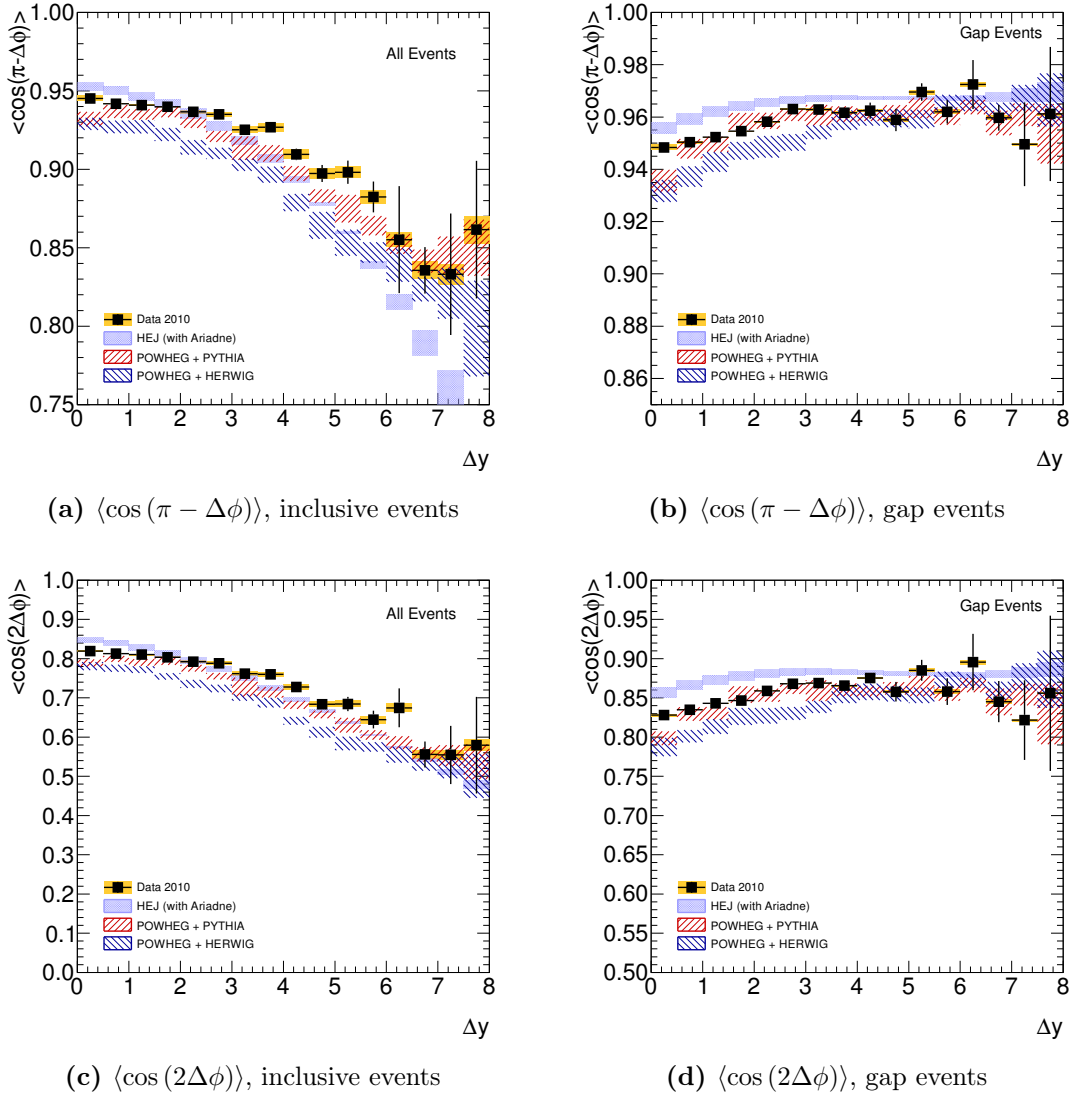 <cos(π-Δϕ)>
1.00
0.95
0.90
0.85
0.80
0.75
All Events
Data 2010
HEJ (with Ariadne)
POWHEG + PYTHIA
POWHEG + HERWIG
0 1 2 3 4 5 6 7 8
Δy
(a) ⟨cos (π − Δϕ)⟩, inclusive events
<cos(π-Δϕ)>
1.00
0.98
0.96
0.94
0.92
0.90
0.88
0.86
Gap Events
Data 2010
HEJ (with Ariadne)
POWHEG + PYTHIA
POWHEG + HERWIG
0 1 2 3 4 5 6 7 8
Δy
(b) ⟨cos (π − Δϕ)⟩, gap events
<cos(2Δϕ)>
1.0
0.9
0.8
0.7
0.6
0.5
0.4
0.3
0.2
0.1
0.0
All Events
Data 2010
HEJ (with Ariadne)
POWHEG + PYTHIA
POWHEG + HERWIG
0 1 2 3 4 5 6 7 8
Δy
(c) ⟨cos (2Δϕ)⟩, inclusive events
<cos(2Δϕ)>
1.00
0.95
0.90
0.85
0.80
0.75
0.70
0.65
0.60
0.55
0.50
Gap Events
Data 2010
HEJ (with Ariadne)
POWHEG + PYTHIA
POWHEG + HERWIG
0 1 2 3 4 5 6 7 8
Δy
(d) ⟨cos (2Δϕ)⟩, gap events